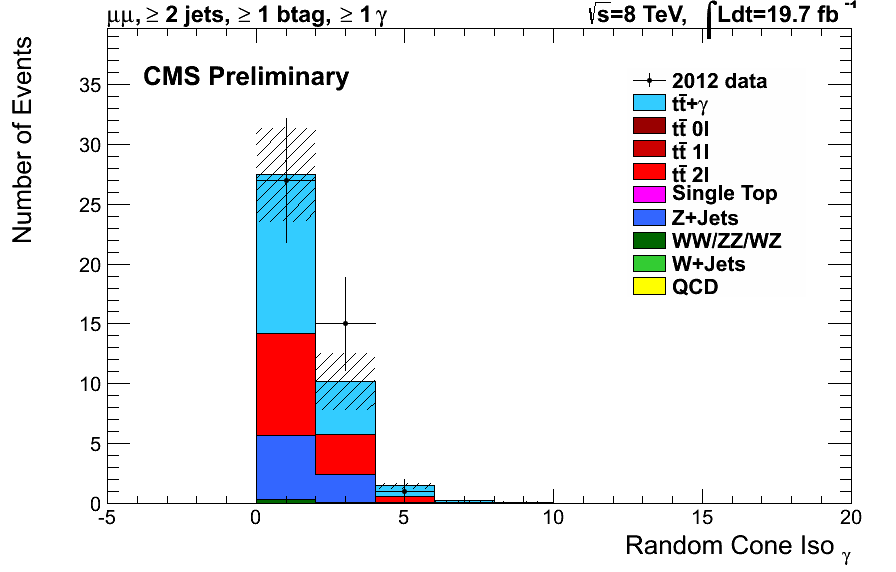 μμ, ≥ 2 jets, ≥ 1 btag, ≥ 1 γ
√s=8 TeV, ∫Ldt=19.7 fb⁻¹
CMS Preliminary
2012 data
tt̄+γ
tt̄ 0l
tt̄ 1l
tt̄ 2l
Single Top
Z+Jets
WW/ZZ/WZ
W+Jets
QCD
Number of Events
35
30
25
20
15
10
5
0
-5 0 5 10 15 20
Random Cone Iso γ